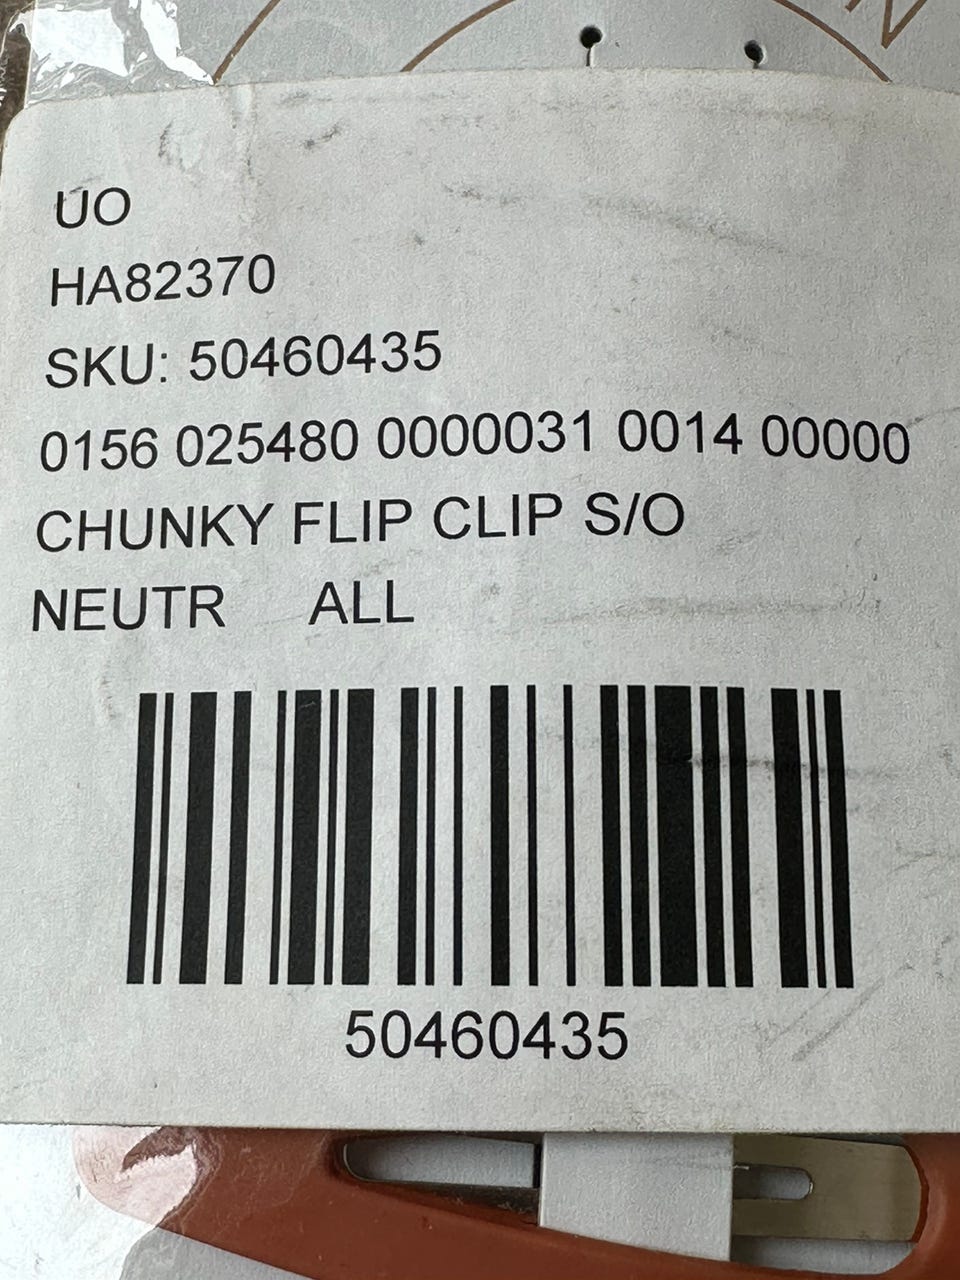 UO
HA82370
SKU: 50460435
0156 025480 0000031 0014 00000
CHUNKY FLIP CLIP S/O
NEUTR ALL
50460435